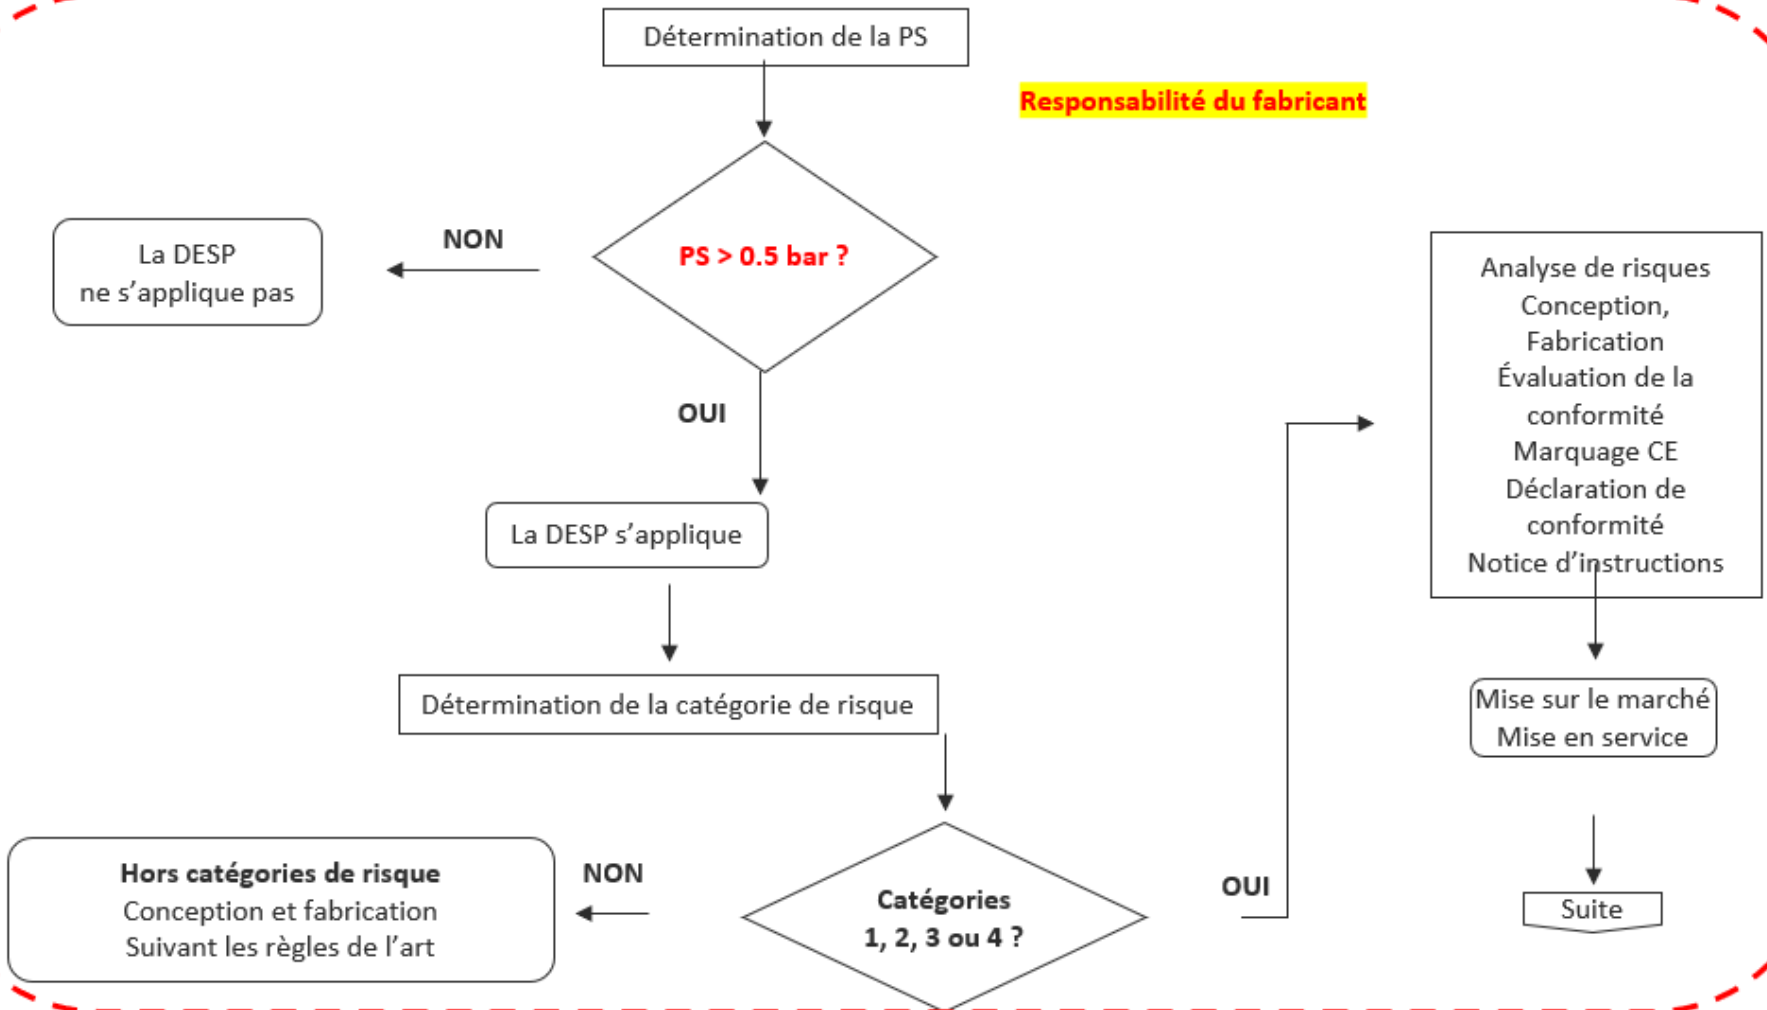 Détermination de la PS
Responsabilité du fabricant
PS > 0.5 bar ?
NON
La DESP
ne s’applique pas
OUI
La DESP s’applique
Détermination de la catégorie de risque
Catégories
1, 2, 3 ou 4 ?
NON
Hors catégories de risque
Conception et fabrication
Suivant les règles de l’art
OUI
Analyse de risques
Conception,
Fabrication
Évaluation de la
conformité
Marquage CE
Déclaration de
conformité
Notice d’instructions
Mise sur le marché
Mise en service
Suite